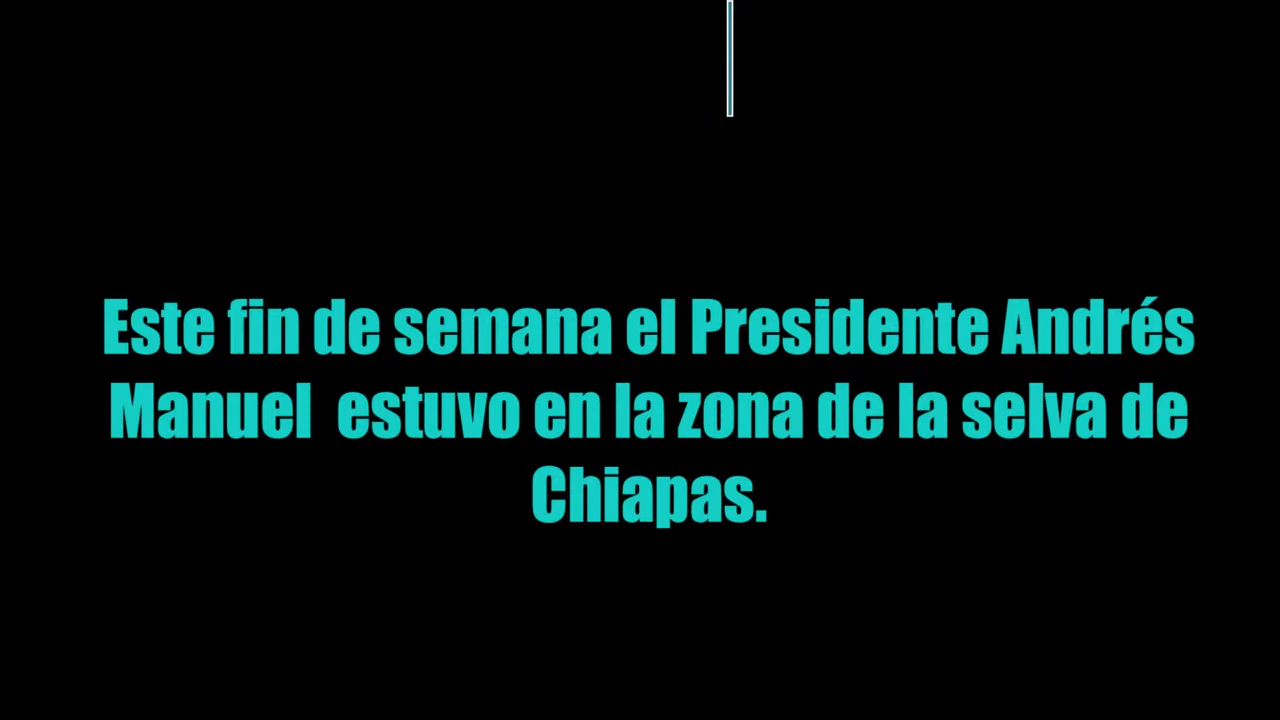 Este fin de semana el Presidente Andrés
Manuel  estuvo en la zona de la selva de
Chiapas.